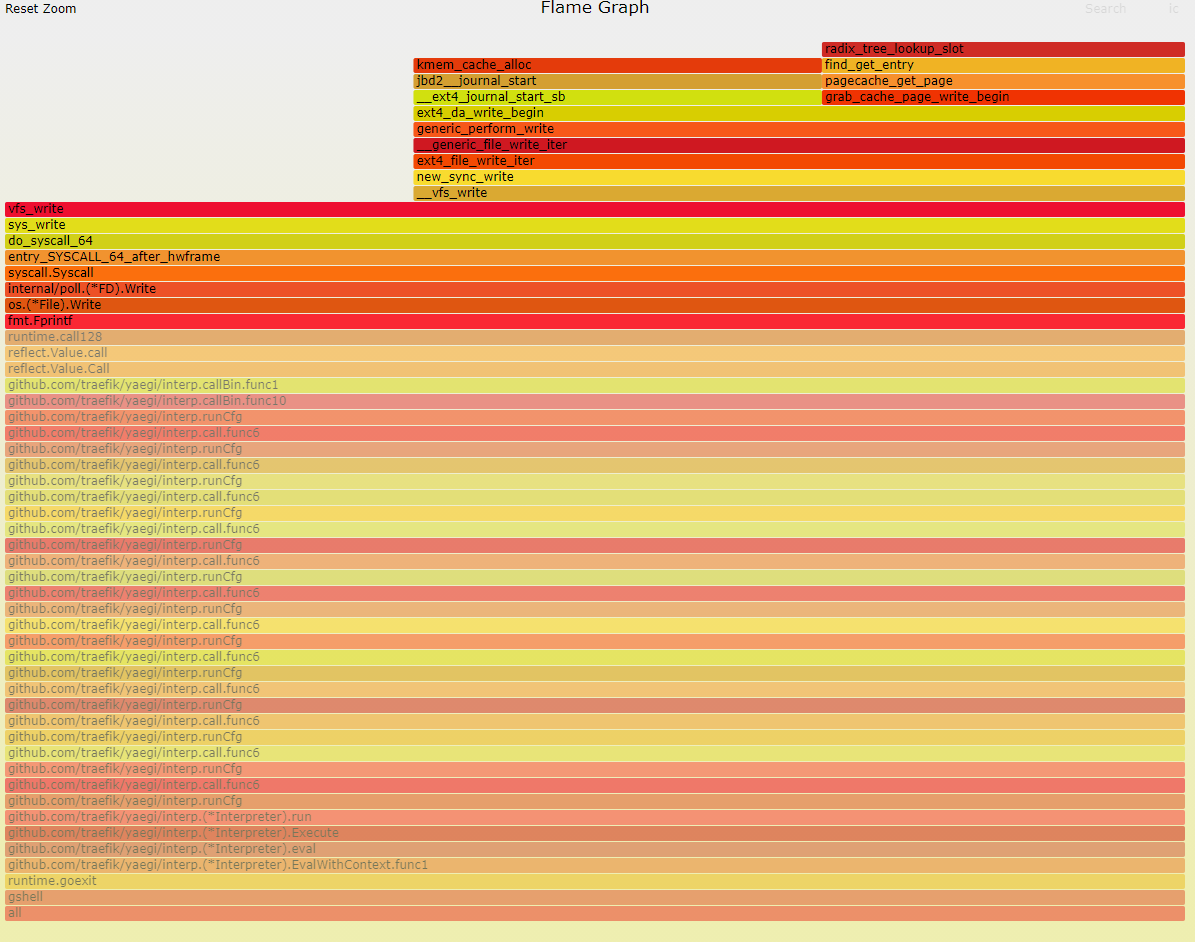 Reset Zoom Flame Graph Search ic
radix_tree_lookup_slot
kmem_cache_alloc find_get_entry
jbd2__journal_start pagecache_get_page
__ext4_journal_start_sb grab_cache_page_write_begin
ext4_da_write_begin
generic_perform_write
__generic_file_write_iter
ext4_file_write_iter
new_sync_write
__vfs_write
vfs_write
sys_write
do_syscall_64
entry_SYSCALL_64_after_hwframe
syscall.Syscall
internal/poll.(*FD).Write
os.(*File).Write
fmt.Fprintf
runtime.call128
reflect.Value.call
reflect.Value.Call
github.com/traefik/yaegi/interp.callBin.func1
github.com/traefik/yaegi/interp.callBin.func10
github.com/traefik/yaegi/interp.runCfg
github.com/traefik/yaegi/interp.call.func6
github.com/traefik/yaegi/interp.runCfg
github.com/traefik/yaegi/interp.call.func6
github.com/traefik/yaegi/interp.runCfg
github.com/traefik/yaegi/interp.call.func6
github.com/traefik/yaegi/interp.runCfg
github.com/traefik/yaegi/interp.call.func6
github.com/traefik/yaegi/interp.runCfg
github.com/traefik/yaegi/interp.call.func6
github.com/traefik/yaegi/interp.runCfg
github.com/traefik/yaegi/interp.call.func6
github.com/traefik/yaegi/interp.runCfg
github.com/traefik/yaegi/interp.call.func6
github.com/traefik/yaegi/interp.runCfg
github.com/traefik/yaegi/interp.call.func6
github.com/traefik/yaegi/interp.runCfg
github.com/traefik/yaegi/interp.call.func6
github.com/traefik/yaegi/interp.runCfg
github.com/traefik/yaegi/interp.call.func6
github.com/traefik/yaegi/interp.runCfg
github.com/traefik/yaegi/interp.call.func6
github.com/traefik/yaegi/interp.runCfg
github.com/traefik/yaegi/interp.call.func6
github.com/traefik/yaegi/interp.runCfg
github.com/traefik/yaegi/interp.(*Interpreter).run
github.com/traefik/yaegi/interp.(*Interpreter).Execute
github.com/traefik/yaegi/interp.(*Interpreter).eval
github.com/traefik/yaegi/interp.(*Interpreter).EvalWithContext.func1
runtime.goexit
gshell
all